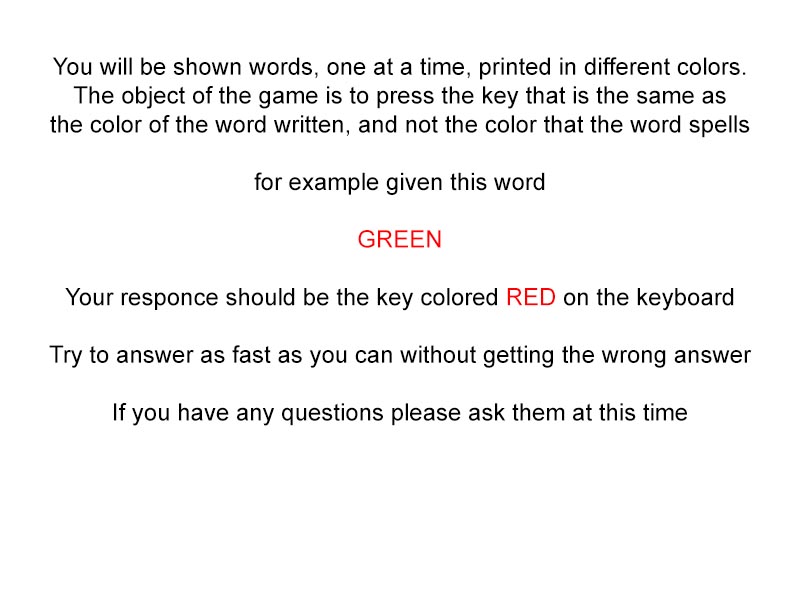 You will be shown words, one at a time, printed in different colors.
The object of the game is to press the key that is the same as
the color of the word written, and not the color that the word spells
for example given this word
GREEN
Your responce should be the key colored RED on the keyboard
Try to answer as fast as you can without getting the wrong answer
If you have any questions please ask them at this time